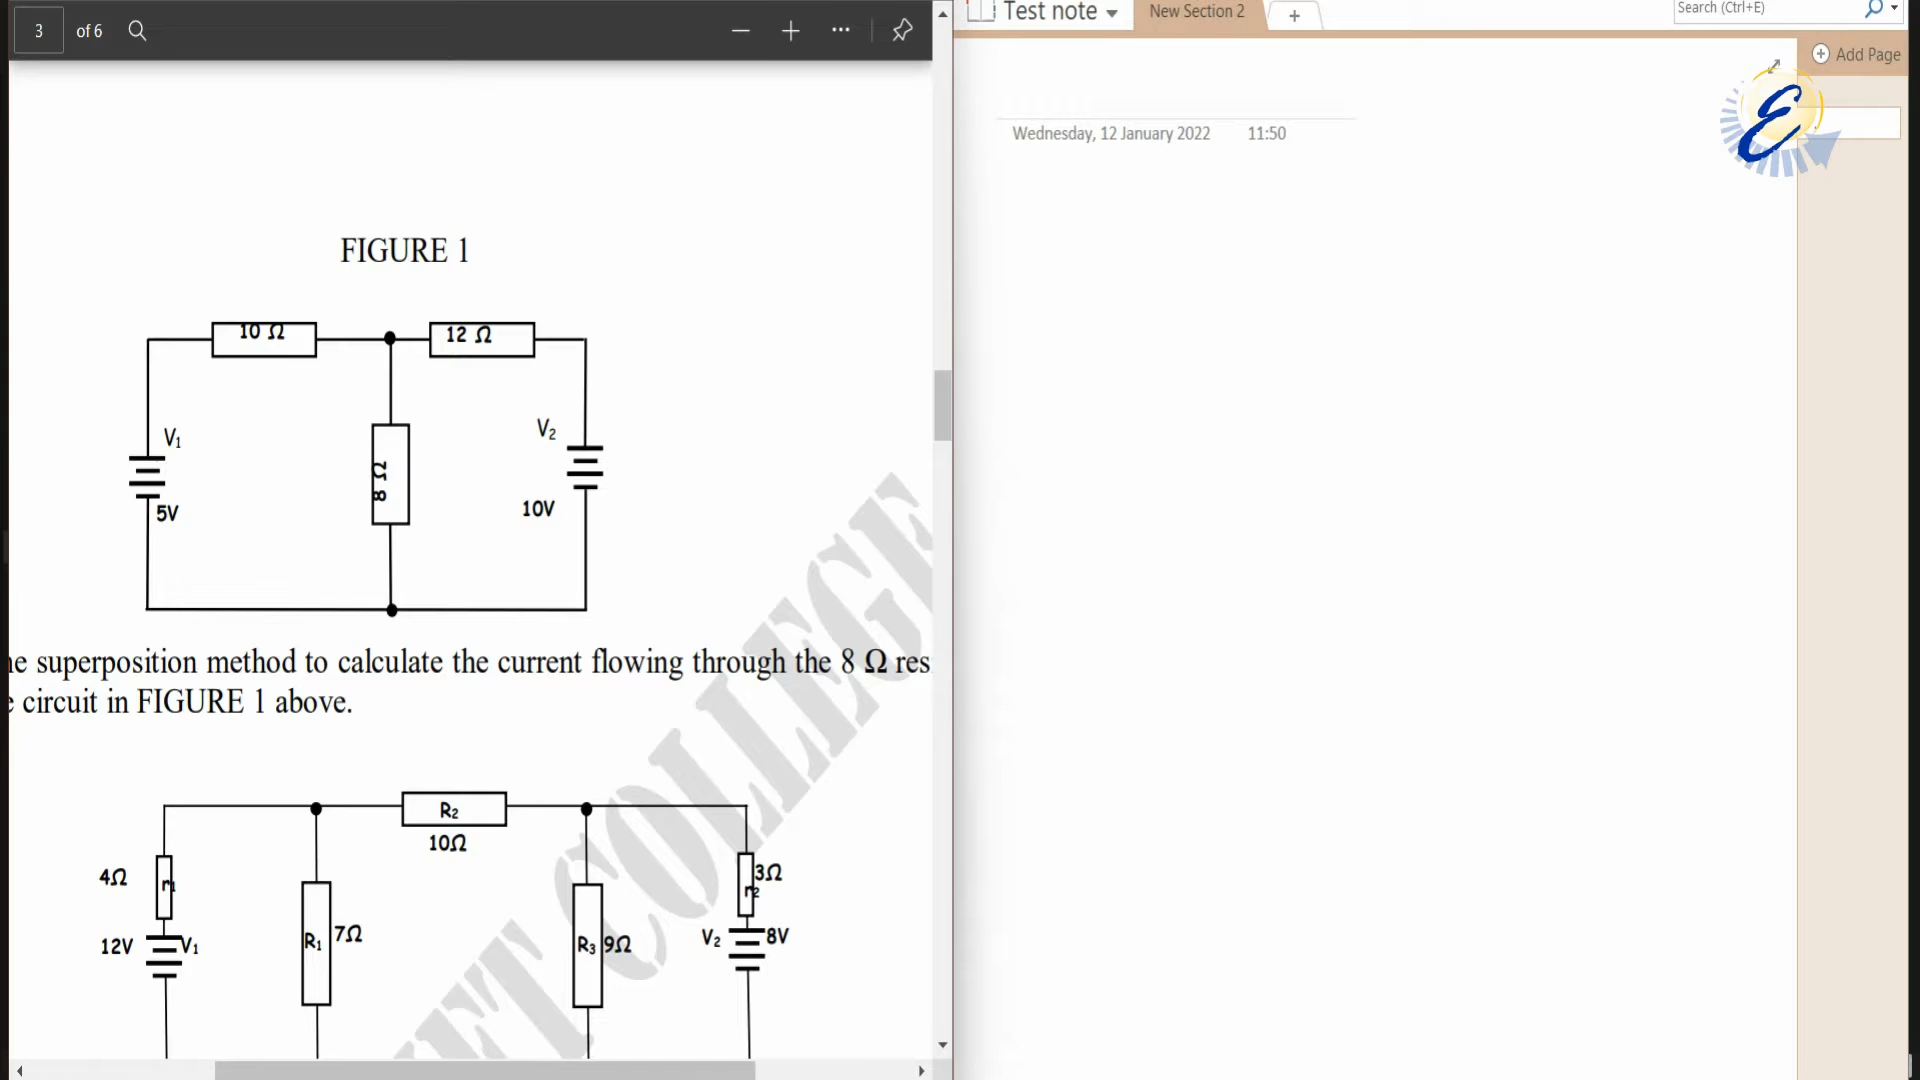 3 of 6
Test note
New Section 2
Search (Ctrl+E)
Add Page
Wednesday, 12 January 2022 11:50
FIGURE 1
10 Ω
12 Ω
V₁
V₂
8 Ω
5V
10V
he superposition method to calculate the current flowing through the 8 Ω res
e circuit in FIGURE 1 above.
R₂
10Ω
4Ω
r₁
3Ω
r₂
R₁
7Ω
12V
V₁
R₃
9Ω
V₂
8V
COLLEGE
E